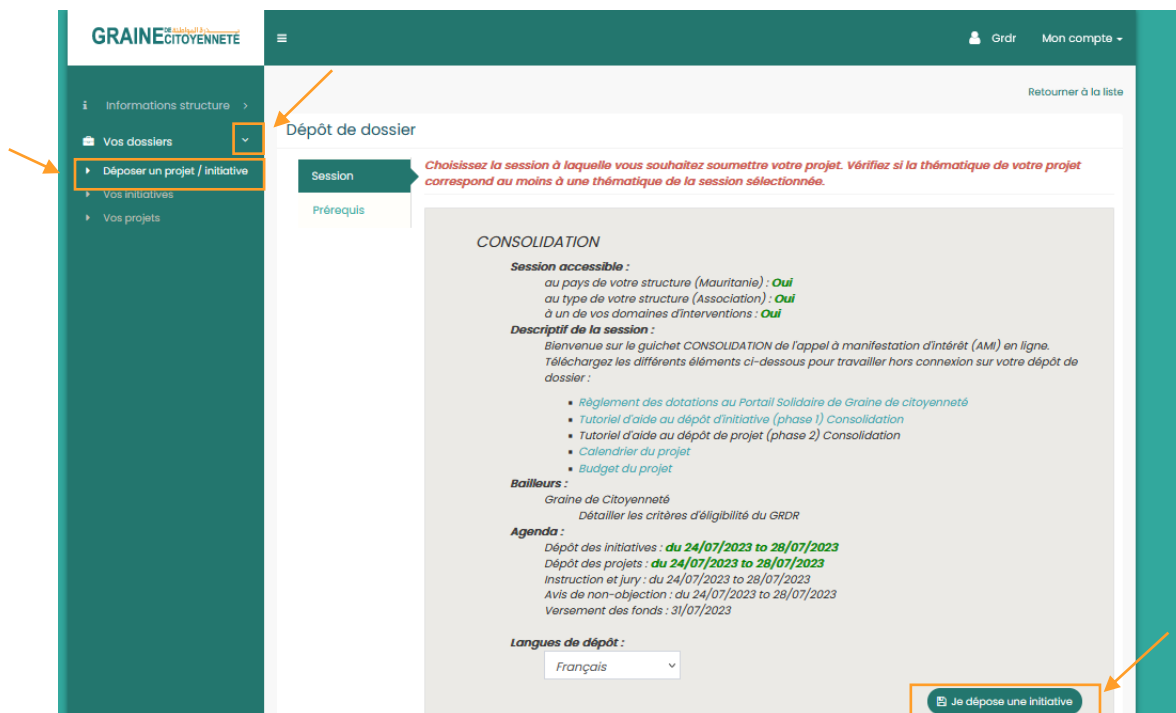 GRAINE DE CITOYENNETÉ
Grdr
Mon compte
Informations structure
Vos dossiers
Déposer un projet / initiative
Vos initiatives
Vos projets
Retourner à la liste
Dépôt de dossier
Session
Prérequis
Choisissez la session à laquelle vous souhaitez soumettre votre projet. Vérifiez si la thématique de votre projet
correspond au moins à une thématique de la session sélectionnée.
CONSOLIDATION
Session accessible :
au pays de votre structure (Mauritanie) : Oui
au type de votre structure (Association) : Oui
à un de vos domaines d'interventions : Oui
Descriptif de la session :
Bienvenue sur le guichet CONSOLIDATION de l'appel à manifestation d'intérêt (AMI) en ligne.
Téléchargez les différents éléments ci-dessous pour travailler hors connexion sur votre dépôt de
dossier :
Règlement des dotations au Portail Solidaire de Graine de citoyenneté
Tutoriel d'aide au dépôt d'initiative (phase 1) Consolidation
Tutoriel d'aide au dépôt de projet (phase 2) Consolidation
Calendrier du projet
Budget du projet
Bailleurs :
Graine de Citoyenneté
Détailler les critères d'éligibilité du GRDR
Agenda :
Dépôt des initiatives : du 24/07/2023 to 28/07/2023
Dépôt des projets : du 24/07/2023 to 28/07/2023
Instruction et jury : du 24/07/2023 to 28/07/2023
Avis de non-objection : du 24/07/2023 to 28/07/2023
Versement des fonds : 31/07/2023
Langues de dépôt :
Français
Je dépose une initiative